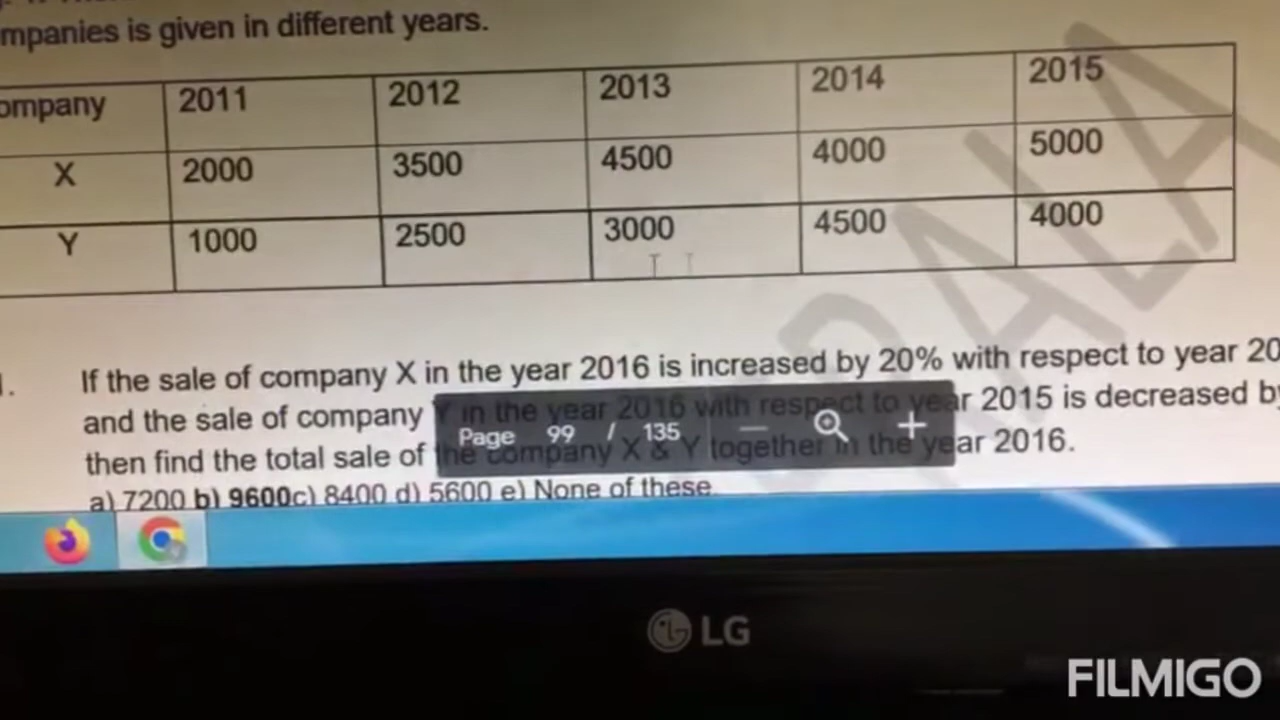 mpanies is given in different years.
ompany 2011 2012 2013 2014 2015
X 2000 3500 4500 4000 5000
Y 1000 2500 3000 4500 4000
If the sale of company X in the year 2016 is increased by 20% with respect to year 20
and the sale of company Y in the year 2016 with respect to year 2015 is decreased by
then find the total sale of the company X & Y together in the year 2016.
Page 99 / 135
a) 7200 b) 9600c) 8400 d) 5600 e) None of these
LG
FILMIGO